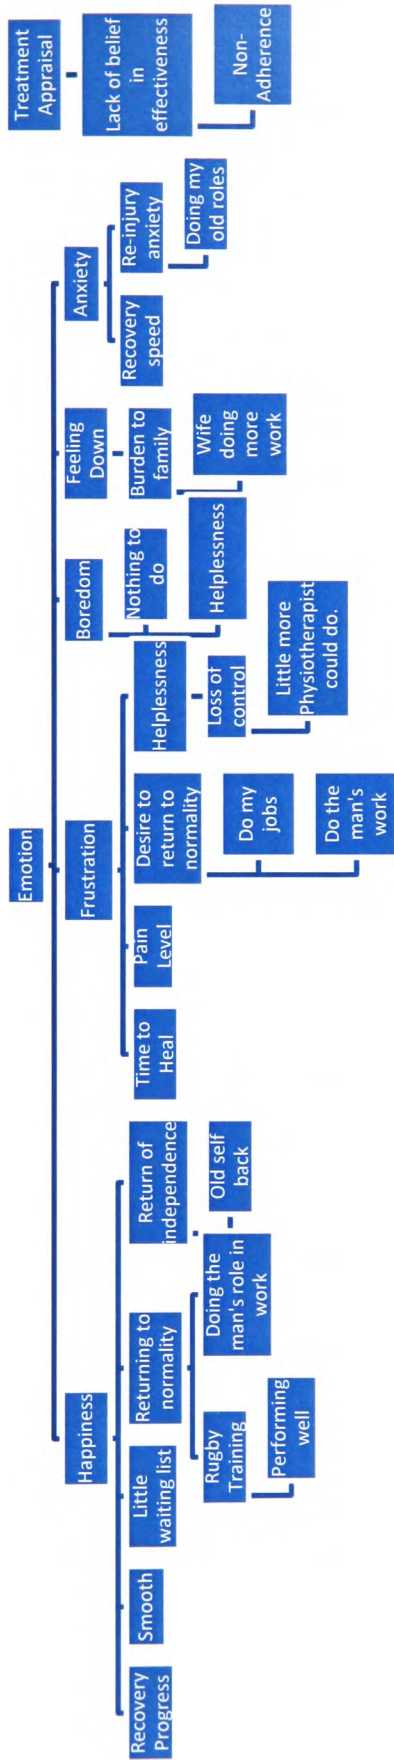 Emotion
Happiness
Recovery
Progress
Smooth
Little
waiting list
Returning to
normality
Rugby
Training
Performing
well
Doing the
man's role in
work
Return of
independence
Old self
back
Frustration
Time to
Heal
Pain
Level
Desire to
return to
normality
Do my
jobs
Do the
man's
work
Helplessness
Loss of
control
Little more
Physiotherapist
could do.
Boredom
Nothing to
do
Helplessness
Feeling
Down
Burden to
family
Wife
doing
more
work
Anxiety
Recovery
speed
Re-injury
anxiety
Doing my
old roles
Treatment
Appraisal
Lack of belief
in
effectiveness
Non-
Adherence